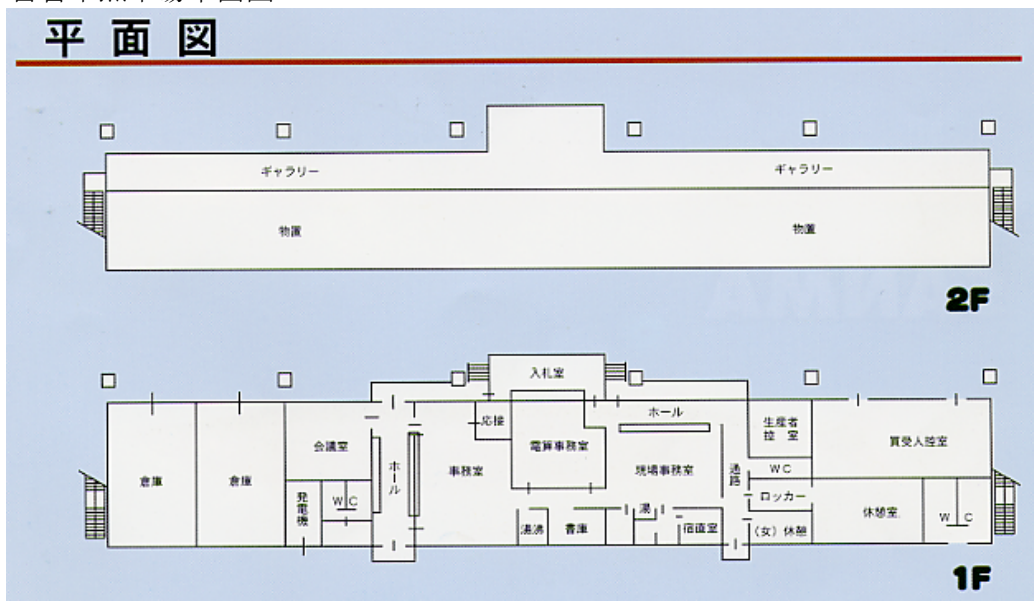 平面図
ギャラリー
ギャラリー
物置
物置
2F
入札室
ホール
応接
生産者
控室
買受人控室
会議室
電算事務室
倉庫
倉庫
ホール
事務室
現場事務室
通路
WC
発電機
WC
ロッカー
湯
休憩室
WC
湯沸
書庫
宿直室
(女)休憩
1F